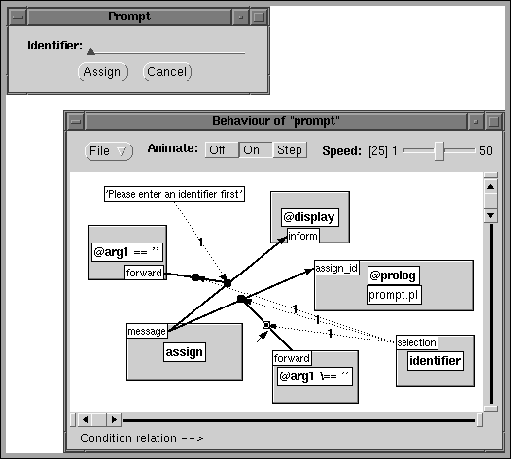 Prompt
Identifier:
Assign Cancel
Behaviour of "prompt"
File Animate: Off On Step Speed: [25] 1 50
'Please enter an identifier first'
@display
inform
1
@arg1 == ''
forward
assign_id
@prolog
prompt.pl
1
1
message
assign
1
selection
identifier
forward
@arg1 \== ''
Condition relation -->